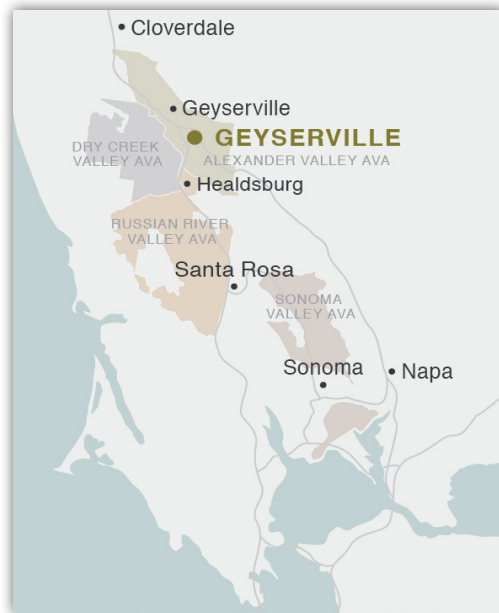 Cloverdale
Geyserville
GEYSERVILLE
DRY CREEK
VALLEY AVA
ALEXANDER VALLEY AVA
Healdsburg
RUSSIAN RIVER
VALLEY AVA
Santa Rosa
SONOMA
VALLEY AVA
Sonoma
Napa